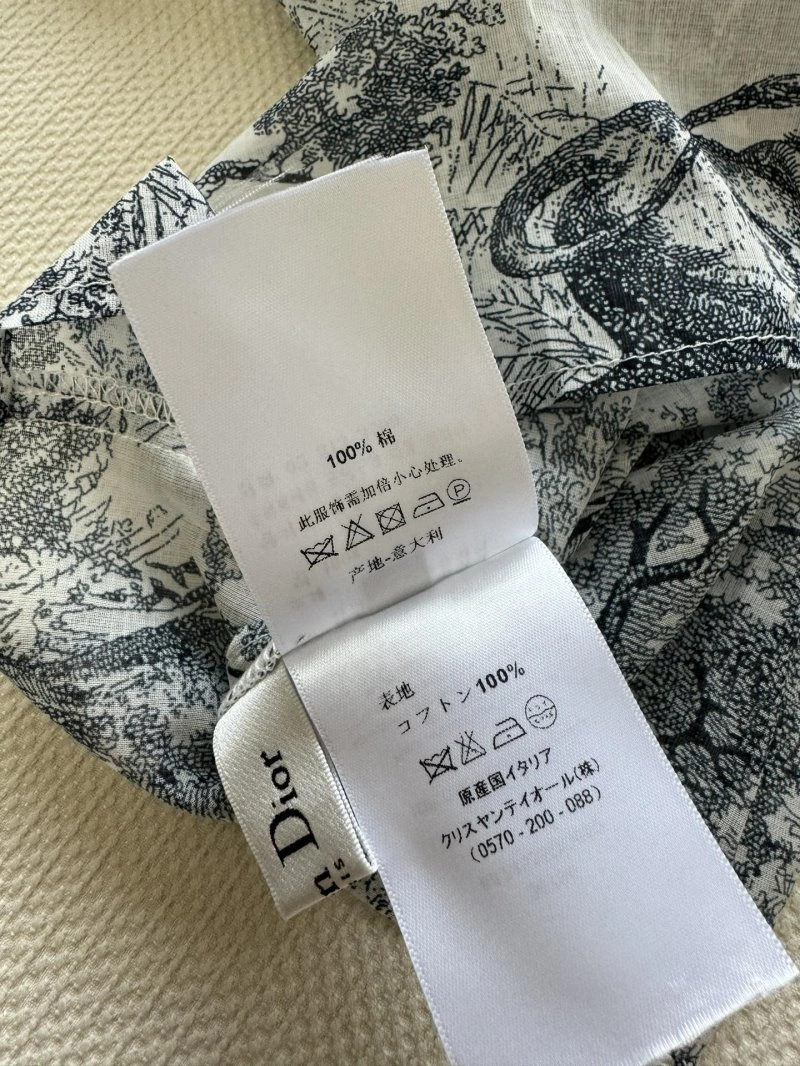 100% 棉
此服饰需加倍小心处理。
P
产地-意大利
表地
コフトン100%
原産国イタリア
クリスヤンテイオール(株)
(0570-200-088)
n Dior